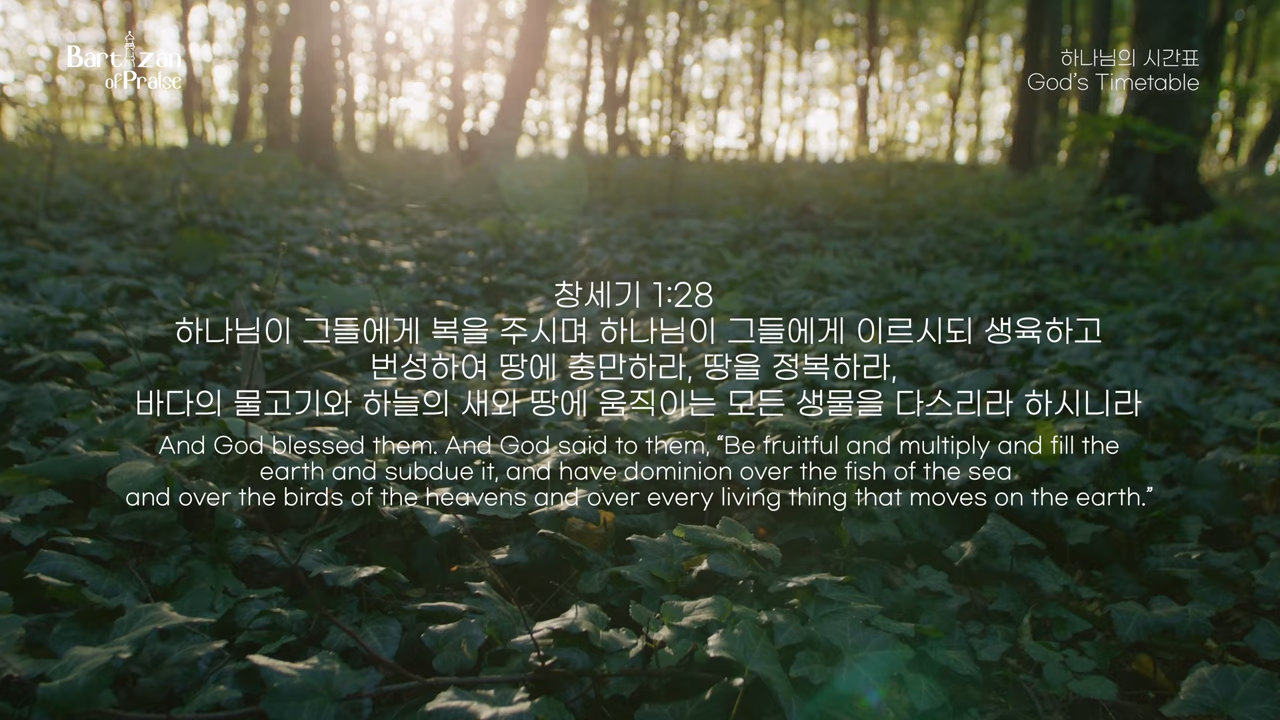 Bartizan
of Praise
하나님의 시간표
God's Timetable
창세기 1:28
하나님이 그들에게 복을 주시며 하나님이 그들에게 이르시되 생육하고
번성하여 땅에 충만하라, 땅을 정복하라,
바다의 물고기와 하늘의 새와 땅에 움직이는 모든 생물을 다스리라 하시니라
And God blessed them. And God said to them, “Be fruitful and multiply and fill the
earth and subdue it, and have dominion over the fish of the sea
and over the birds of the heavens and over every living thing that moves on the earth.”